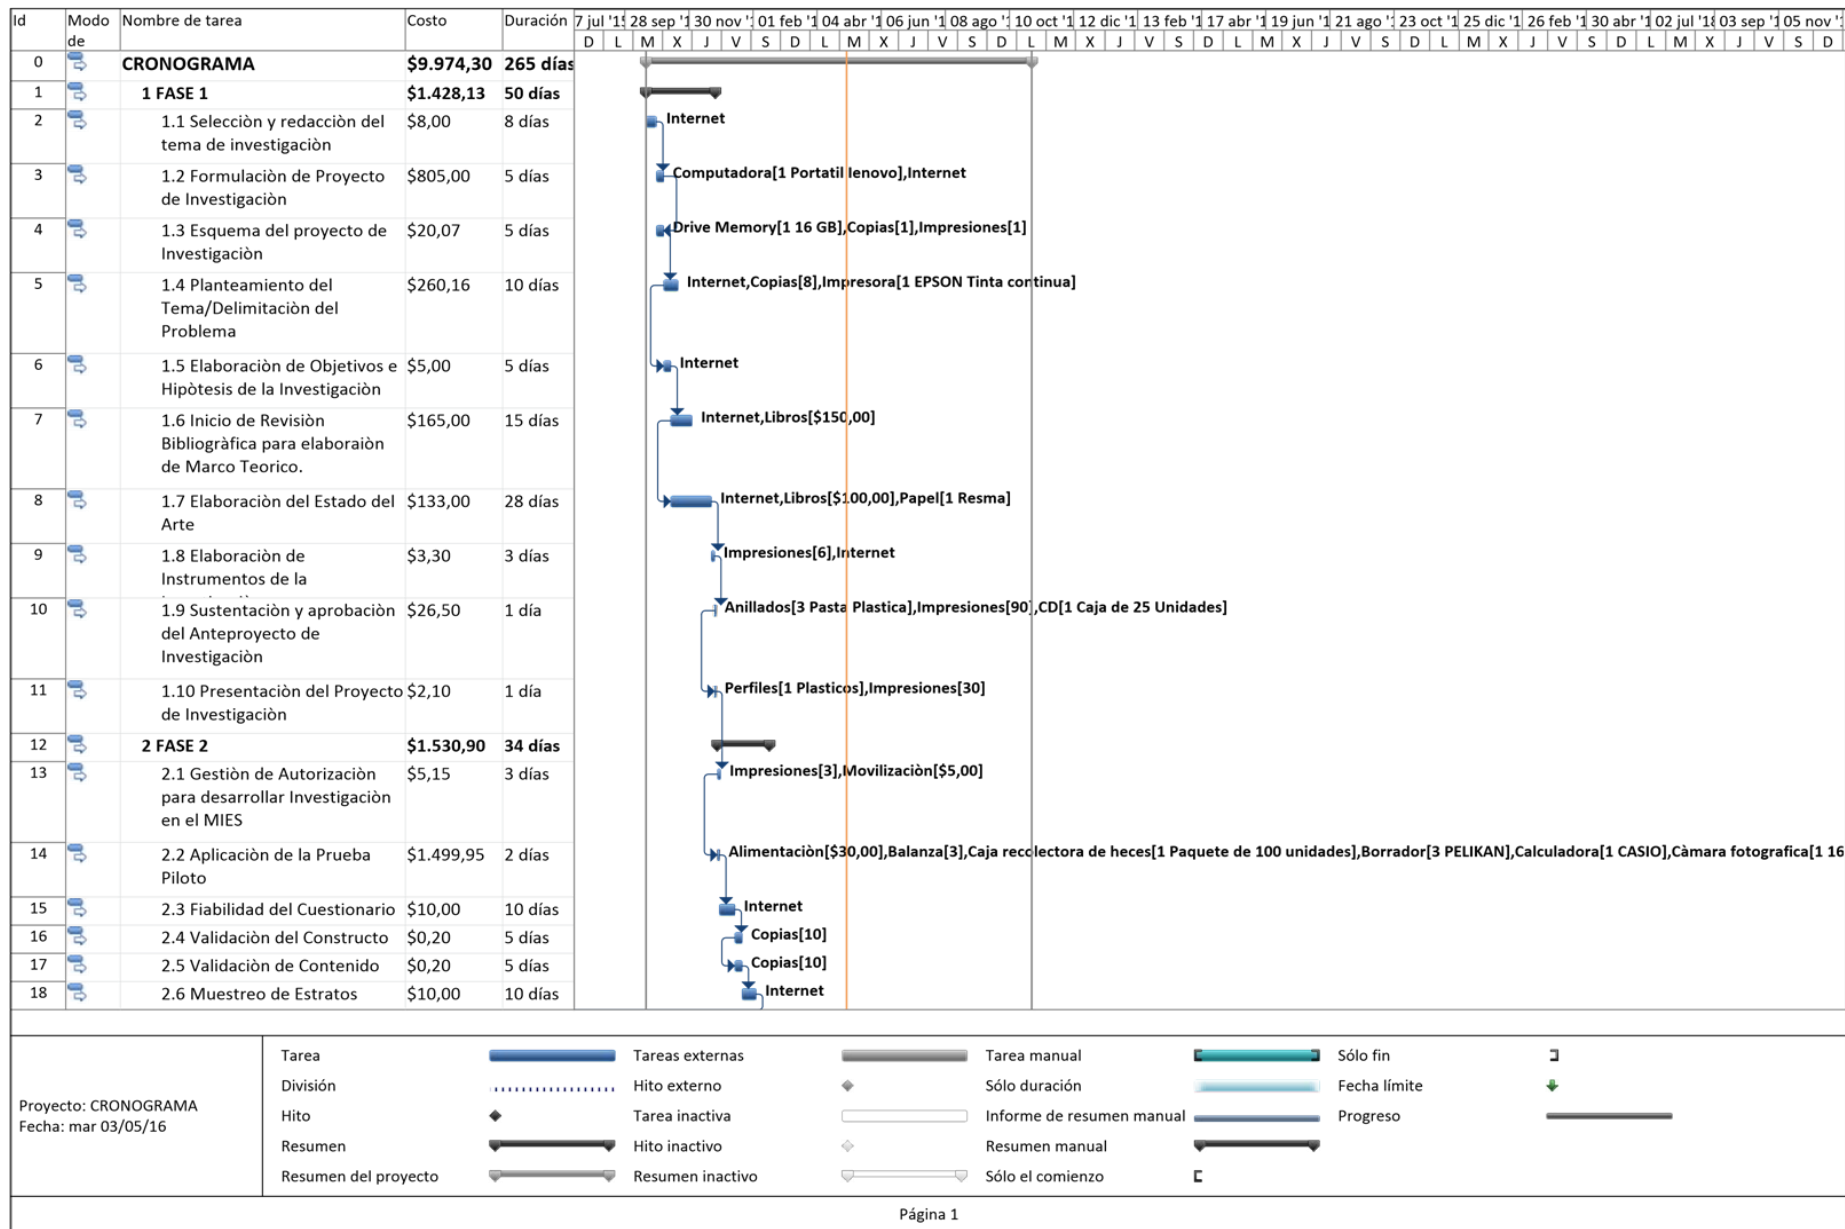 Id Modo de Nombre de tarea Costo Duración
7 jul '15 28 sep '1 30 nov '1 01 feb '1 04 abr '1 06 jun '1 08 ago '1 10 oct '1 12 dic '1 13 feb '1 17 abr '1 19 jun '1 21 ago '1 23 oct '1 25 dic '1 26 feb '1 30 abr '1 02 jul '18 03 sep '1 05 nov '1
D L M X J V S D L M X J V S D L M X J V S D L M X J V S D L M X J V S D L M X J V S D
0 CRONOGRAMA $9.974,30 265 días
1 1 FASE 1 $1.428,13 50 días
2 1.1 Selecciòn y redacciòn del $8,00 8 días Internet
tema de investigaciòn
3 1.2 Formulaciòn de Proyecto $805,00 5 días Computadora[1 Portatil lenovo],Internet
de Investigaciòn
4 1.3 Esquema del proyecto de $20,07 5 días Drive Memory[1 16 GB],Copias[1],Impresiones[1]
Investigaciòn
5 1.4 Planteamiento del $260,16 10 días Internet,Copias[8],Impresora[1 EPSON Tinta continua]
Tema/Delimitaciòn del
Problema
6 1.5 Elaboraciòn de Objetivos e $5,00 5 días Internet
Hipòtesis de la Investigaciòn
7 1.6 Inicio de Revisiòn $165,00 15 días Internet,Libros[$150,00]
Bibliogràfica para elaboraiòn
de Marco Teorico.
8 1.7 Elaboraciòn del Estado del $133,00 28 días Internet,Libros[$100,00],Papel[1 Resma]
Arte
9 1.8 Elaboraciòn de $3,30 3 días Impresiones[6],Internet
Instrumentos de la
10 1.9 Sustentaciòn y aprobaciòn $26,50 1 día Anillados[3 Pasta Plastica],Impresiones[90],CD[1 Caja de 25 Unidades]
del Anteproyecto de
Investigaciòn
11 1.10 Presentaciòn del Proyecto $2,10 1 día Perfiles[1 Plasticos],Impresiones[30]
de Investigaciòn
12 2 FASE 2 $1.530,90 34 días
13 2.1 Gestiòn de Autorizaciòn $5,15 3 días Impresiones[3],Movilizaciòn[$5,00]
para desarrollar Investigaciòn
en el MIES
14 2.2 Aplicaciòn de la Prueba $1.499,95 2 días Alimentaciòn[$30,00],Balanza[3],Caja recolectora de heces[1 Paquete de 100 unidades],Borrador[3 PELIKAN],Calculadora[1 CASIO],Càmara fotografica[1 16
Piloto
15 2.3 Fiabilidad del Cuestionario $10,00 10 días Internet
16 2.4 Validaciòn del Constructo $0,20 5 días Copias[10]
17 2.5 Validaciòn de Contenido $0,20 5 días Copias[10]
18 2.6 Muestreo de Estratos $10,00 10 días Internet
Proyecto: CRONOGRAMA
Fecha: mar 03/05/16
Tarea Tareas externas Tarea manual Sólo fin
División Hito externo Sólo duración Fecha límite
Hito Tarea inactiva Informe de resumen manual Progreso
Resumen Hito inactivo Resumen manual
Resumen del proyecto Resumen inactivo Sólo el comienzo
Página 1